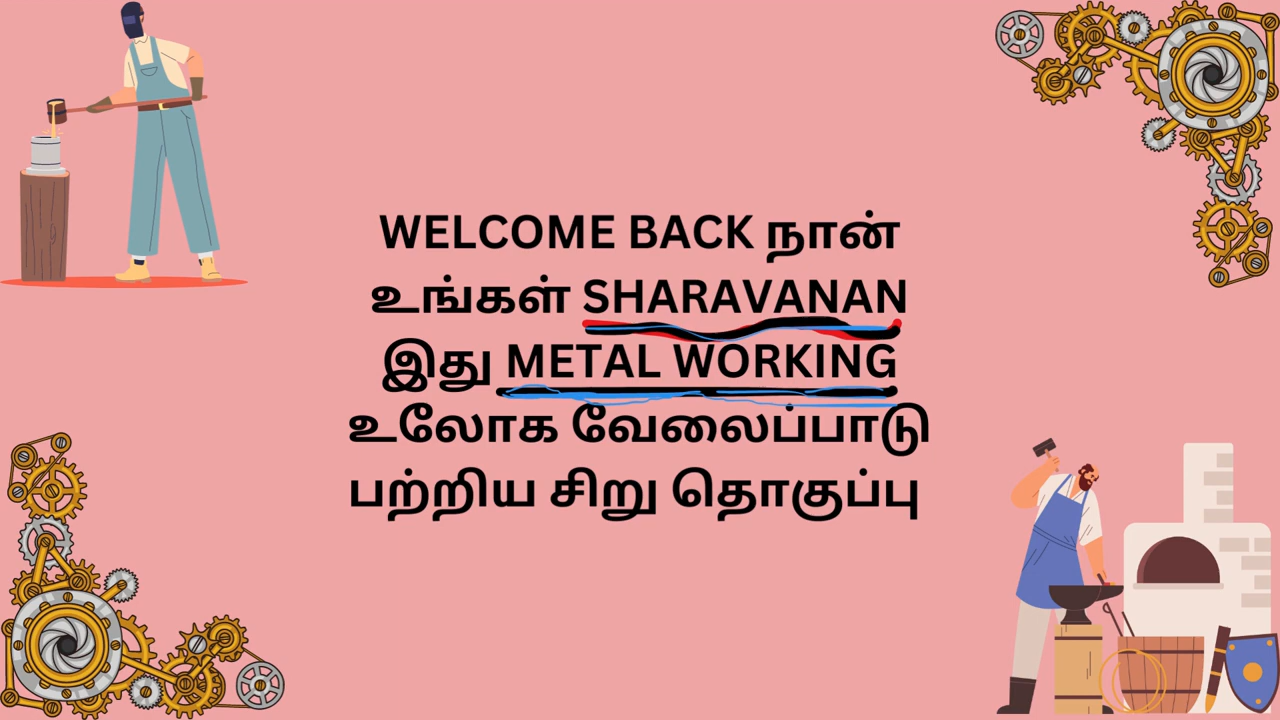 WELCOME BACK நான்
உங்கள் SHARAVANAN
இது METAL WORKING
உலோக வேலைப்பாடு
பற்றிய சிறு தொகுப்பு